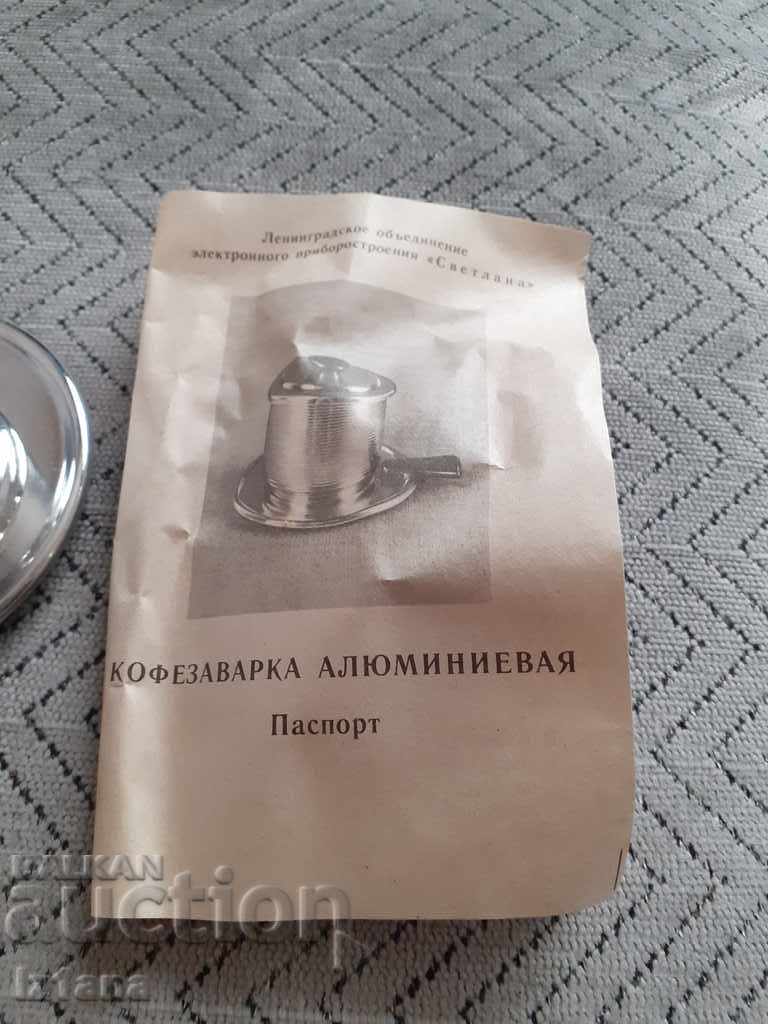 Ленинградское объединение
электронного приборостроения «Светлана»
КОФЕЗАВАРКА АЛЮМИНИЕВАЯ
Паспорт
BALKAN
auction
Iztana